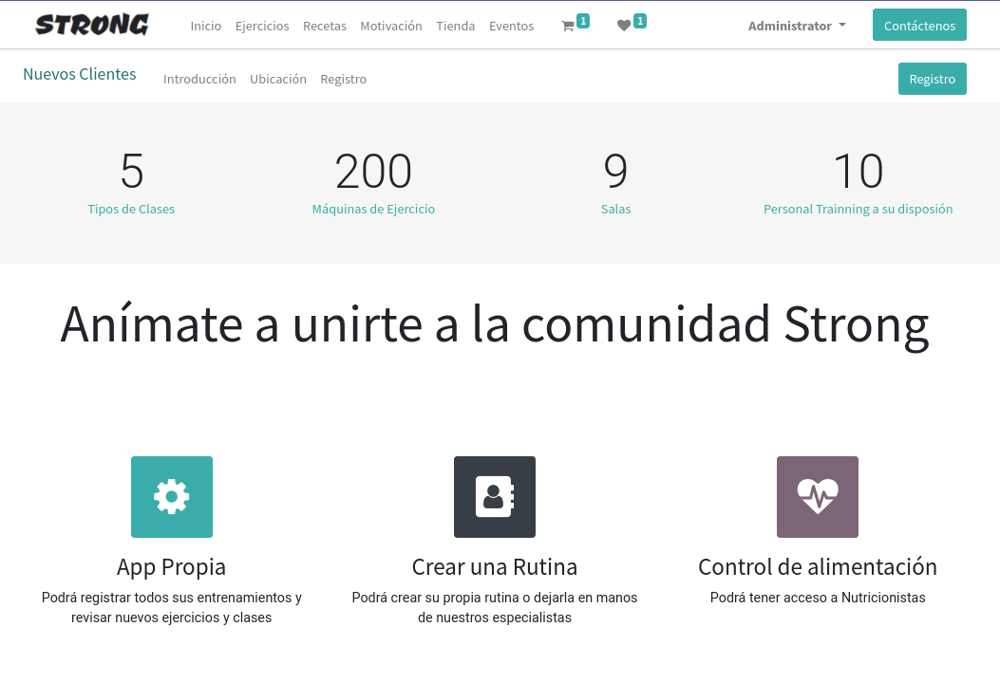 STRONG Inicio Ejercicios Recetas Motivación Tienda Eventos 1 1 Administrator Contáctenos
Nuevos Clientes Introducción Ubicación Registro Registro
5 200 9 10
Tipos de Clases Máquinas de Ejercicio Salas Personal Trainning a su disposión
Anímate a unirte a la comunidad Strong
App Propia
Podrá registrar todos sus entrenamientos y
revisar nuevos ejercicios y clases
Crear una Rutina
Podrá crear su propia rutina o dejarla en manos
de nuestros especialistas
Control de alimentación
Podrá tener acceso a Nutricionistas